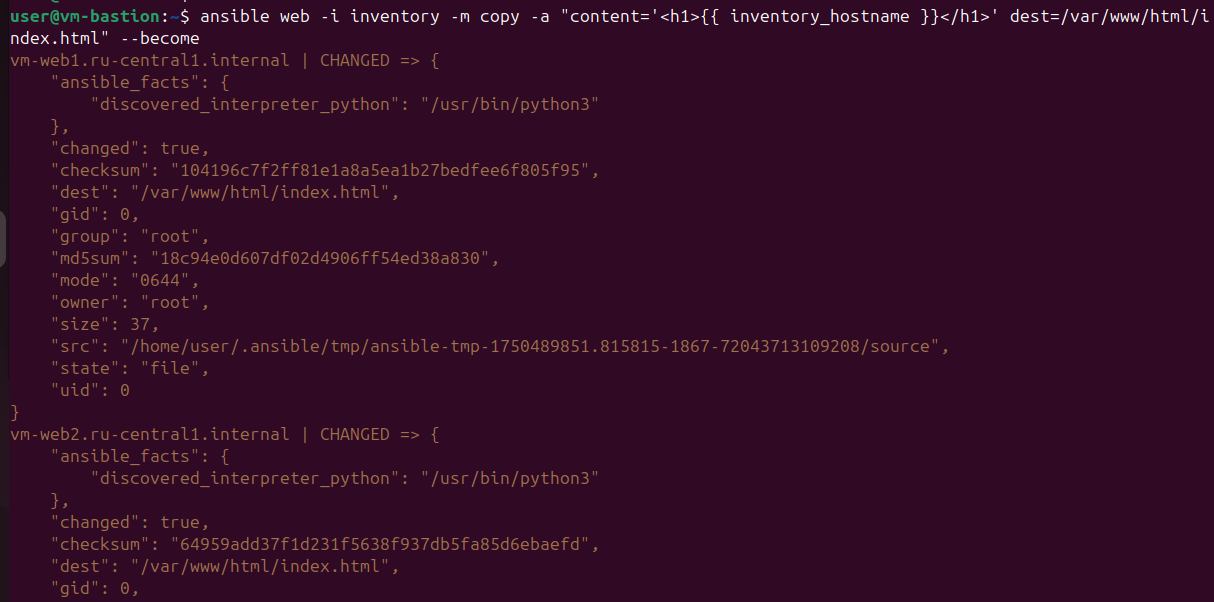 user@vm-bastion:~$ ansible web -i inventory -m copy -a "content='<h1>{{ inventory_hostname }}</h1>' dest=/var/www/html/i
ndex.html" --become
vm-web1.ru-central1.internal | CHANGED => {
    "ansible_facts": {
        "discovered_interpreter_python": "/usr/bin/python3"
    },
    "changed": true,
    "checksum": "104196c7f2ff81e1a8a5ea1b27bedfee6f805f95",
    "dest": "/var/www/html/index.html",
    "gid": 0,
    "group": "root",
    "md5sum": "18c94e0d607df02d4906ff54ed38a830",
    "mode": "0644",
    "owner": "root",
    "size": 37,
    "src": "/home/user/.ansible/tmp/ansible-tmp-1750489851.815815-1867-72043713109208/source",
    "state": "file",
    "uid": 0
}
vm-web2.ru-central1.internal | CHANGED => {
    "ansible_facts": {
        "discovered_interpreter_python": "/usr/bin/python3"
    },
    "changed": true,
    "checksum": "64959add37f1d231f5638f937db5fa85d6ebaefd",
    "dest": "/var/www/html/index.html",
    "gid": 0,